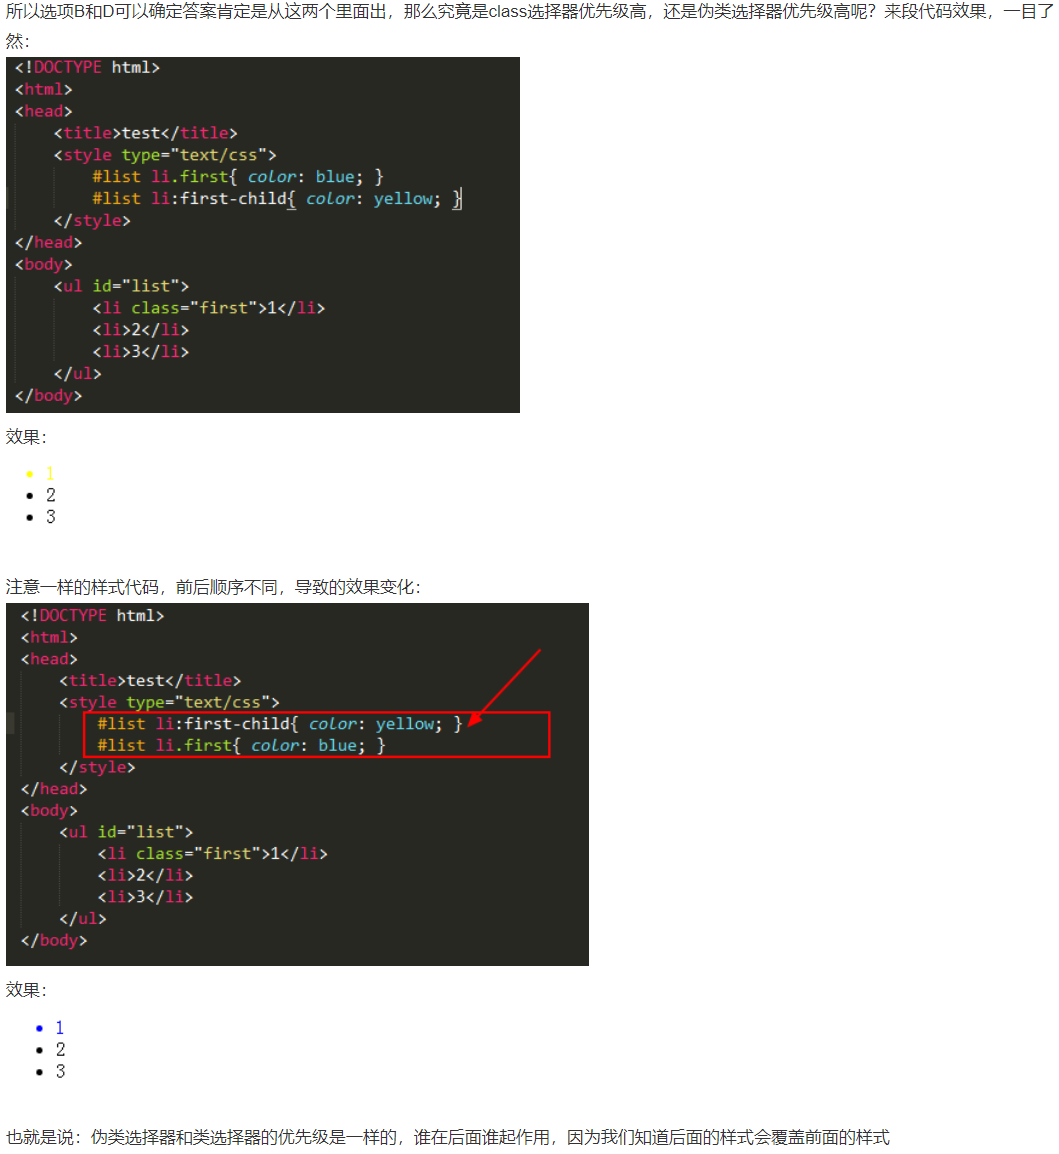 所以选项B和D可以确定答案肯定是从这两个里面出，那么究竟是class选择器优先级高，还是伪类选择器优先级高呢？来段代码效果，一目了
然：
<!DOCTYPE html>
<html>
<head>
<title>test</title>
<style type="text/css">
#list li.first{ color: blue; }
#list li:first-child{ color: yellow; }
</style>
</head>
<body>
<ul id="list">
<li class="first">1</li>
<li>2</li>
<li>3</li>
</ul>
</body>
效果：
1
2
3
注意一样的样式代码，前后顺序不同，导致的效果变化：
<!DOCTYPE html>
<html>
<head>
<title>test</title>
<style type="text/css">
#list li:first-child{ color: yellow; }
#list li.first{ color: blue; }
</style>
</head>
<body>
<ul id="list">
<li class="first">1</li>
<li>2</li>
<li>3</li>
</ul>
</body>
效果：
1
2
3
也就是说：伪类选择器和类选择器的优先级是一样的，谁在后面谁起作用，因为我们知道后面的样式会覆盖前面的样式